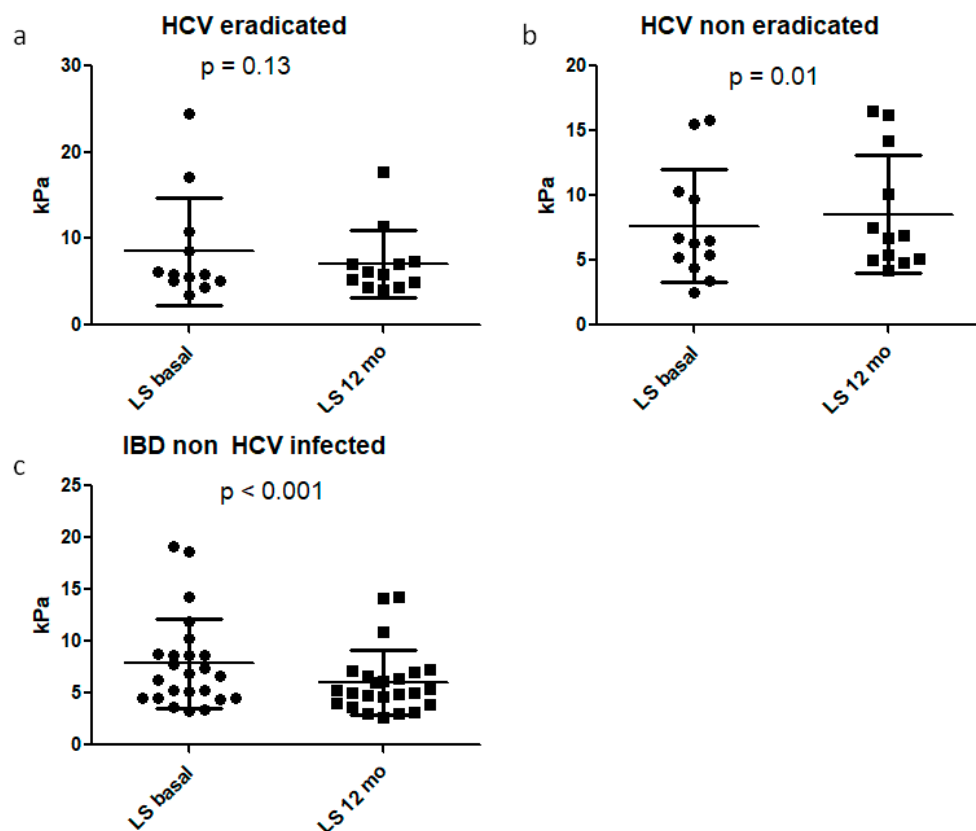 a
HCV eradicated
p = 0.13
30
20
10
0
kPa
LS basal
LS 12 mo
b
HCV non eradicated
p = 0.01
20
15
10
5
0
kPa
LS basal
LS 12 mo
c
IBD non HCV infected
p < 0.001
25
20
15
10
5
0
kPa
LS basal
LS 12 mo